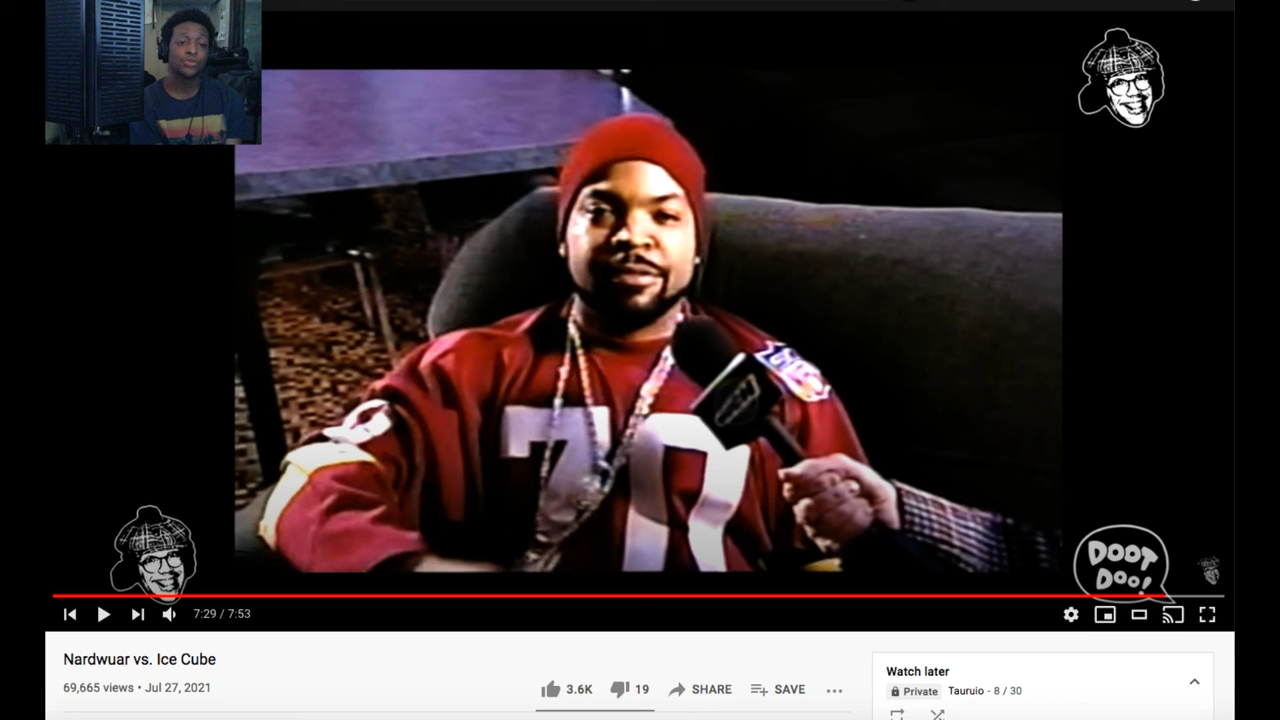 70
DOOT
DOO!
7:29 / 7:53
Nardwuar vs. Ice Cube
69,665 views • Jul 27, 2021
3.6K
19
SHARE
SAVE
Watch later
Private
Tauruio - 8 / 30